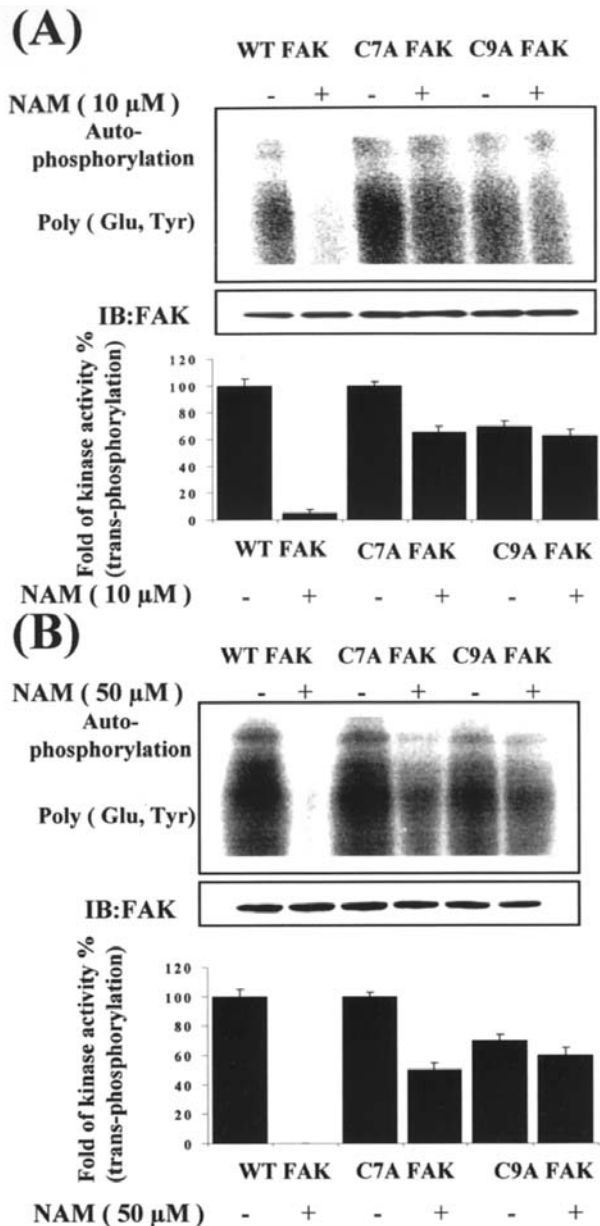 (A)
WT FAK C7A FAK C9A FAK
NAM ( 10 µM ) - + - + - +
Auto-
phosphorylation
Poly ( Glu, Tyr)
IB:FAK
Fold of kinase activity %
(trans-phosphorylation)
120
100
80
60
40
20
0
WT FAK C7A FAK C9A FAK
NAM ( 10 µM ) - + - + - +
(B)
WT FAK C7A FAK C9A FAK
NAM ( 50 µM ) - + - + - +
Auto-
phosphorylation
Poly ( Glu, Tyr)
IB:FAK
Fold of kinase activity %
(trans-phosphorylation)
120
100
80
60
40
20
0
WT FAK C7A FAK C9A FAK
NAM ( 50 µM ) - + - + - +